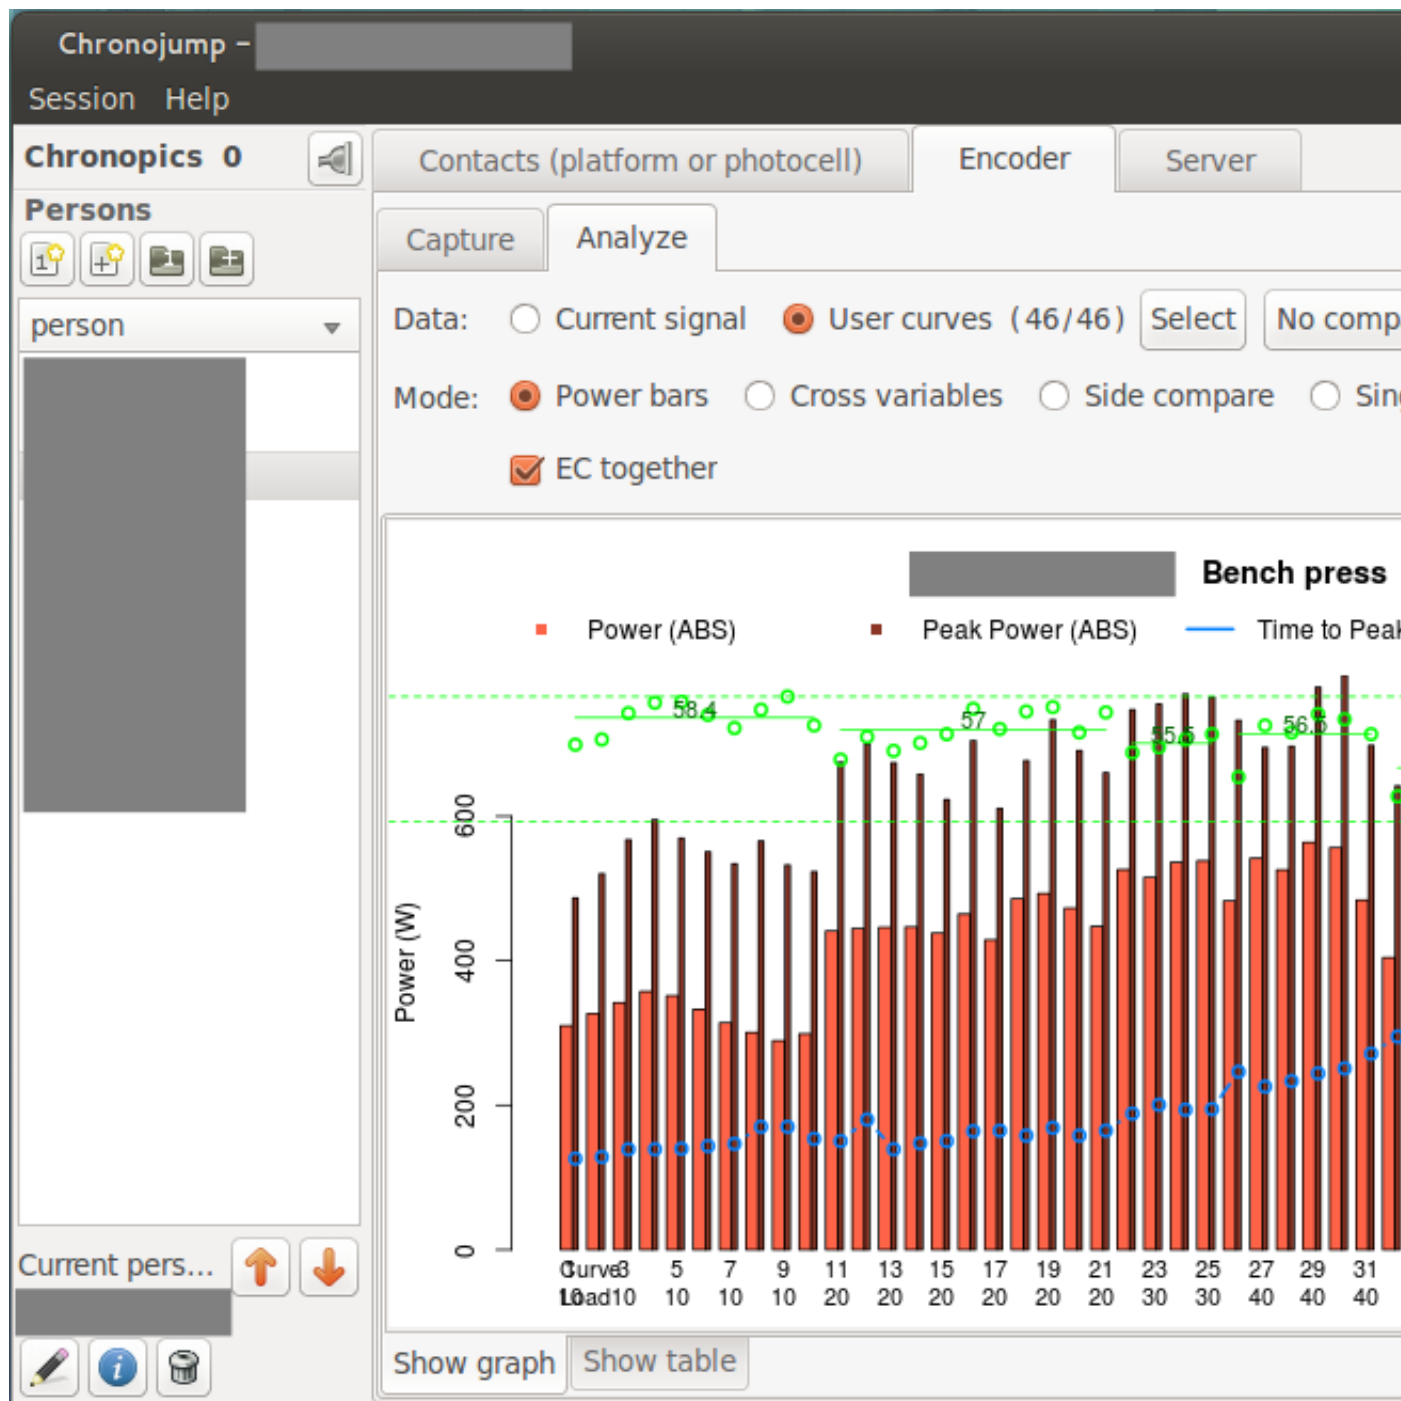 Chronojump –
Session Help
Chronopics 0
Contacts (platform or photocell) Encoder Server
Persons
Capture Analyze
person
Data: Current signal User curves (46/46) Select No comp
Mode: Power bars Cross variables Side compare Sing
EC together
Bench press
Power (ABS) Peak Power (ABS) Time to Peak
58.4 57 55.5 56.5
Power (W)
600
400
200
0
Curve 3 5 7 9 11 13 15 17 19 21 23 25 27 29 31
Load 10 10 10 10 20 20 20 20 20 20 30 30 40 40 40
Current pers...
Show graph Show table